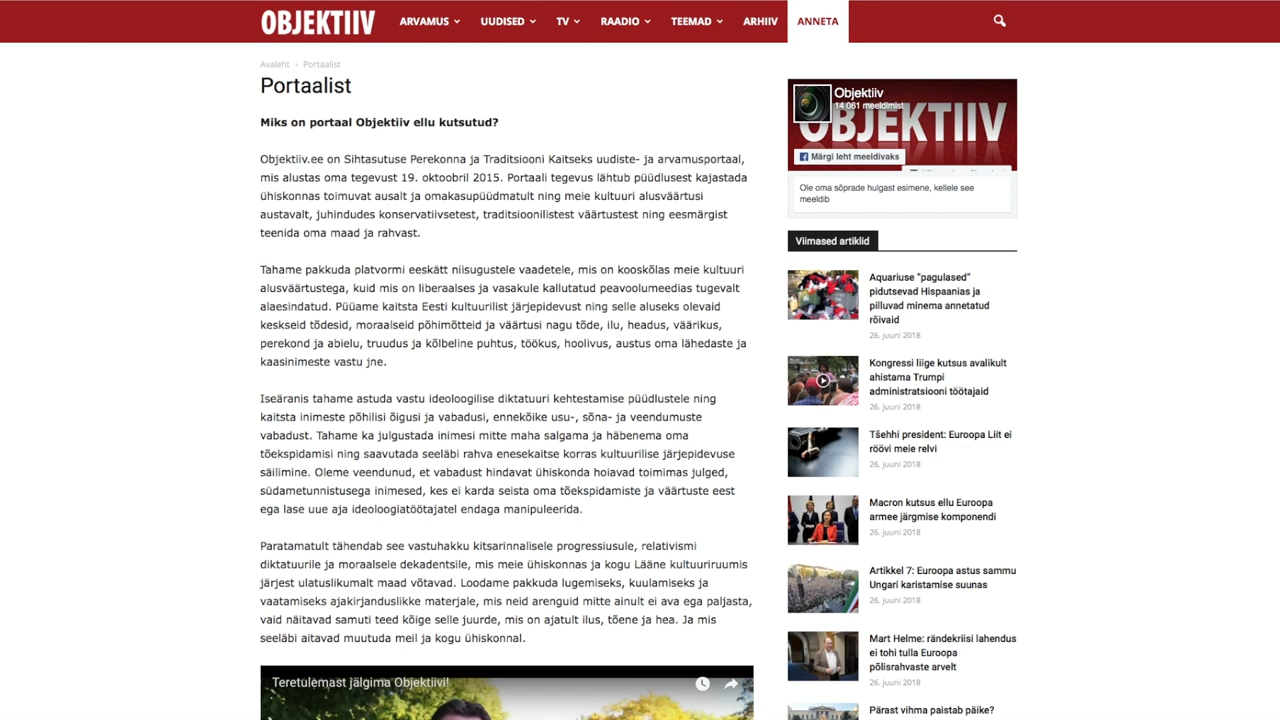 OBJEKTIIV
ARVAMUS
UUDISED
TV
RAADIO
TEEMAD
ARHIIV
ANNETA
Avaleht › Portaalist
Portaalist
Miks on portaal Objektiiv ellu kutsutud?
Objektiiv.ee on Sihtasutuse Perekonna ja Traditsiooni Kaitseks uudiste- ja arvamusportaal,
mis alustas oma tegevust 19. oktoobril 2015. Portaali tegevus lähtub püüdlusest kajastada
ühiskonnas toimuvat ausalt ja omakasupüüdmatult ning meie kultuuri alusväärtusi
austavalt, juhindudes konservatiivsetest, traditsioonilistest väärtustest ning eesmärgist
teenida oma maad ja rahvast.
Tahame pakkuda platvormi eeskätt niisugustele vaadetele, mis on kooskõlas meie kultuuri
alusväärtustega, kuid mis on liberaalses ja vasakule kallutatud peavoolumeedias tugevalt
alaesindatud. Püüame kaitsta Eesti kultuurilist järjepidevust ning selle aluseks olevaid
keskseid tõdesid, moraalseid põhimõtteid ja väärtusi nagu tõde, ilu, headus, väärikus,
perekond ja abielu, truudus ja kõlbeline puhtus, töökus, hoolivus, austus oma lähedaste ja
kaasinimeste vastu jne.
Iseäranis tahame astuda vastu ideoloogilise diktatuuri kehtestamise püüdlustele ning
kaitsta inimeste põhilisi õigusi ja vabadusi, ennekõike usu-, sõna- ja veendumuste
vabadust. Tahame ka julgustada inimesi mitte maha salgama ja häbenema oma
tõekspidamisi ning saavutada seeläbi rahva enesekaitse korras kultuurilise järjepidevuse
säilimine. Oleme veendunud, et vabadust hindavat ühiskonda hoiavad toimimas julged,
südametunnistusega inimesed, kes ei karda seista oma tõekspidamiste ja väärtuste eest
ega lase uue aja ideoloogiatöötajatel endaga manipuleerida.
Paratamatult tähendab see vastuhakku kitsarinnalisele progressiusule, relativismi
diktatuurile ja moraalsele dekadentsile, mis meie ühiskonnas ja kogu Lääne kultuuriruumis
järjest ulatuslikumalt maad võtavad. Loodame pakkuda lugemiseks, kuulamiseks ja
vaatamiseks ajakirjanduslikke materjale, mis neid arenguid mitte ainult ei ava ega paljasta,
vaid näitavad samuti teed kõige selle juurde, mis on ajatult ilus, tõene ja hea. Ja mis
seeläbi aitavad muutuda meil ja kogu ühiskonnal.
Teretulemast jälgima Objektiivi!
Objektiiv
14 061 meeldimist
OBJEKTIIV
Märgi leht meeldivaks
Ole oma sõprade hulgast esimene, kellele see
meeldib
Viimased artiklid
Aquariuse “pagulased”
pidutsevad Hispaanias ja
pilluvad minema annetatud
rõivaid
26. juuni 2018
Kongressi liige kutsus avalikult
ahistama Trumpi
administratsiooni töötajaid
26. juuni 2018
Tšehhi president: Euroopa Liit ei
röövi meie relvi
26. juuni 2018
Macron kutsus ellu Euroopa
armee järgmise komponendi
26. juuni 2018
Artikkel 7: Euroopa astus sammu
Ungari karistamise suunas
26. juuni 2018
Mart Helme: rändekriisi lahendus
ei tohi tulla Euroopa
põlisrahvaste arvelt
26. juuni 2018
Pärast vihma paistab päike?